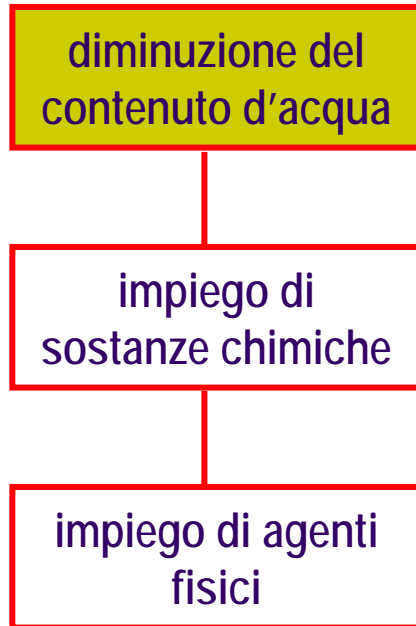 diminuzione del
contenuto d’acqua
impiego di
sostanze chimiche
impiego di agenti
fisici